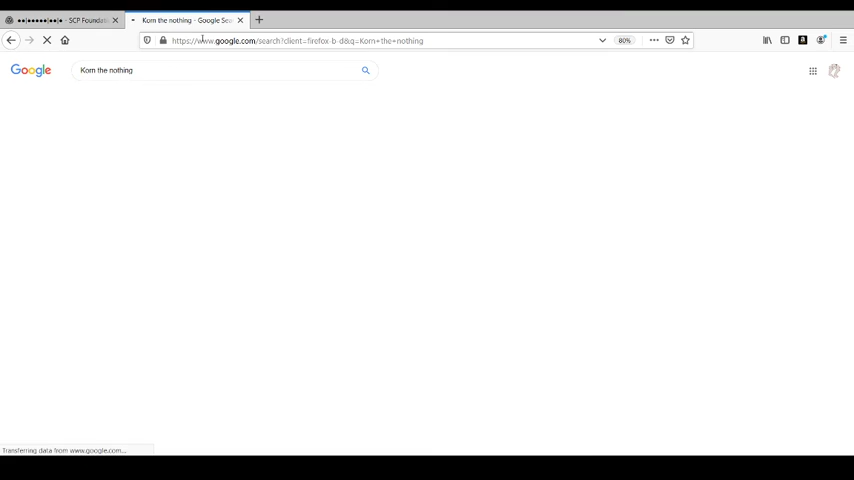 ●●|●●●●●|●●|● - SCP Foundati
Korn the nothing - Google Sea
https://www.google.com/search?client=firefox-b-d&q=Korn+the+nothing
80%
Google
Korn the nothing
Transferring data from www.google.com...